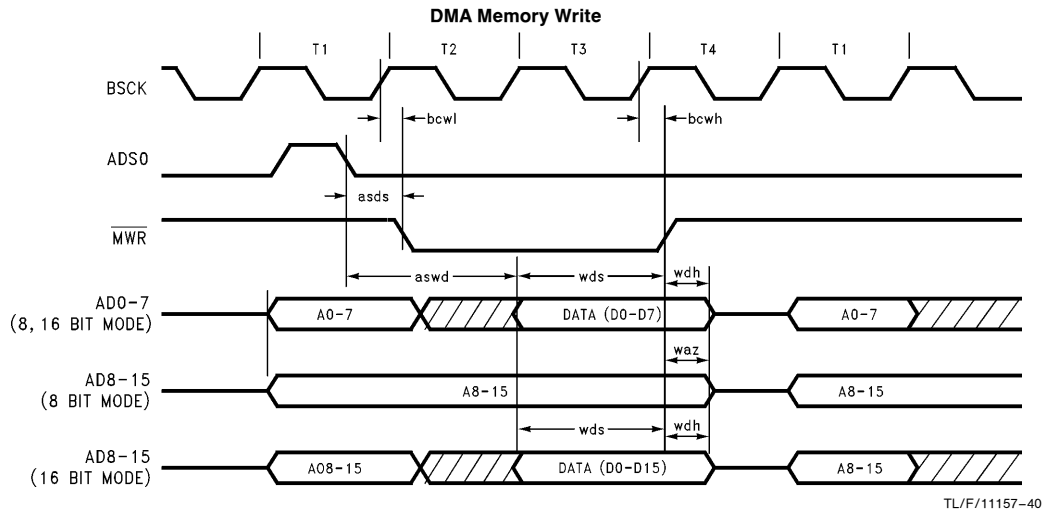 DMA Memory Write
T1 T2 T3 T4 T1
BSCK
bcwl bcwh
ADS0
asds
MWR
aswd wds wdh
AD0-7
(8, 16 BIT MODE)
A0-7 DATA (D0-D7) A0-7
waz
AD8-15
(8 BIT MODE)
A8-15 A8-15
wds wdh
AD8-15
(16 BIT MODE)
A08-15 DATA (D0-D15) A8-15
TL/F/11157-40